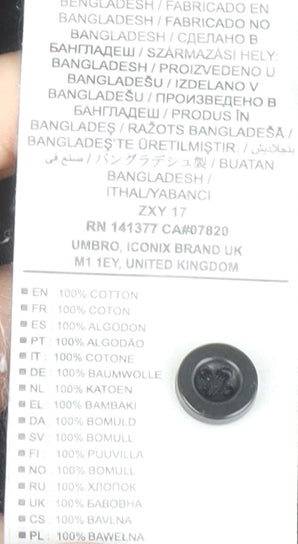 BENGLADESH / FABRICADO EN
BENGLADESH / FABRICADO NO
BANGLADESH / СДЕЛАНО В
БАНГЛАДЕШ / SZÁRMAZÁSI HELY:
BANGLADESH / PROIZVEDENO U
BANGLADEŠU / IZDELANO V
BANGLADEŠU / ПРОИЗВЕДЕНО В
БАНГЛАДЕШ / PRODUS ÎN
BANGLADEŞ / RAŽOTS BANGLADEŠĀ /
BANGLADEŞ'TE ÜRETİLMİŞTİR. /
صنع في / バングラデシュ製 / BUATAN
BANGLADESH /
ITHAL/YABANCI
ZXY 17
RN 141377 CA#07820
UMBRO, ICONIX BRAND UK
M1 1EY, UNITED KINGDOM
EN : 100% COTTON
FR : 100% COTON
ES : 100% ALGODON
PT : 100% ALGODÃO
IT : 100% COTONE
DE : 100% BAUMWOLLE
NL : 100% KATOEN
EL : 100% BAMBAKI
DA : 100% BOMULD
SV : 100% BOMULL
FI : 100% PUUVILLA
NO : 100% BOMULL
RU : 100% ХЛОПОК
UK : 100% БАВОВНА
CS : 100% BAVLNA
PL : 100% BAWEŁNA